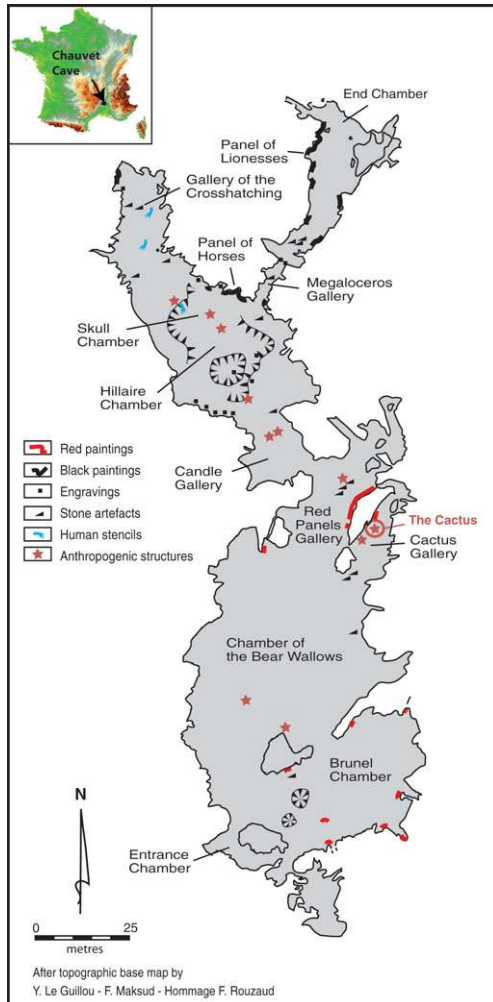 Chauvet
Cave
End Chamber
Panel of
Lionesses
Gallery of the
Crosshatching
Panel of
Horses
Megaloceros
Gallery
Skull
Chamber
Hillaire
Chamber
Red paintings
Black paintings
Engravings
Stone artefacts
Human stencils
Anthropogenic structures
Candle
Gallery
Red
Panels
Gallery
The Cactus
Cactus
Gallery
Chamber of
the Bear Wallows
Brunel
Chamber
N
Entrance
Chamber
0 25
metres
After topographic base map by
Y. Le Guillou - F. Maksud - Hommage F. Rouzaud